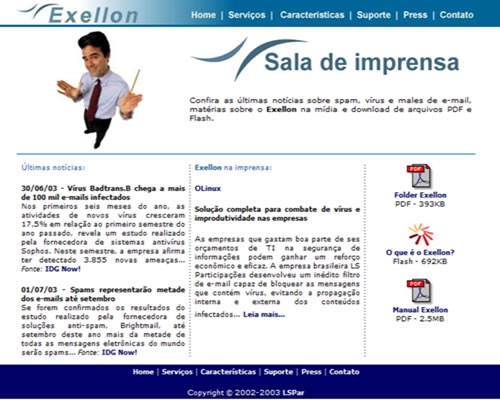 Exellon
Home | Serviços | Características | Suporte | Press | Contato
Sala de imprensa
Confira as últimas notícias sobre spam, vírus e males de e-mail,
matérias sobre o Exellon na mídia e download de arquivos PDF e
Flash.
Últimas notícias:
30/06/03 - Vírus Badtrans.B chega a mais
de 100 mil e-mails infectados
Nos primeiros seis meses do ano, as
atividades de novos vírus cresceram
17.5% em relação ao primeiro semestre do
ano passado, revela um estudo realizado
pela fornecedora de sistemas antivírus
Sophos. Neste semestre, a empresa afirma
ter detectado 3.855 novas ameaças...
Fonte: IDG Now!
01/07/03 - Spams representarão metade
dos e-mails até setembro
Se forem confirmados os resultados do
estudo realizado pela fornecedora de
soluções anti-spam, Brightmail, até
setembro deste ano mais da metade de
todas as mensagens eletrônicas do mundo
serão spams... Fonte: IDG Now!
Exellon na imprensa:
OLinux
Solução completa para combate de vírus e
improdutividade nas empresas
As empresas que gastam boa parte de seus
orçamentos de TI na segurança de
informações podem ganhar um reforço
econômico e eficaz. A empresa brasileira LS
Participações desenvolveu um inédito filtro
de e-mail capaz de bloquear as mensagens
que contém vírus, evitando a propagação
interna e externa dos conteúdos
infectados... Leia mais...
PDF
Folder Exellon
PDF - 393KB
O que é o Exellon?
Flash - 692KB
PDF
Manual Exellon
PDF - 2.5MB
Home | Serviços | Características | Suporte | Press | Contato
Copyright © 2002-2003 LSPar